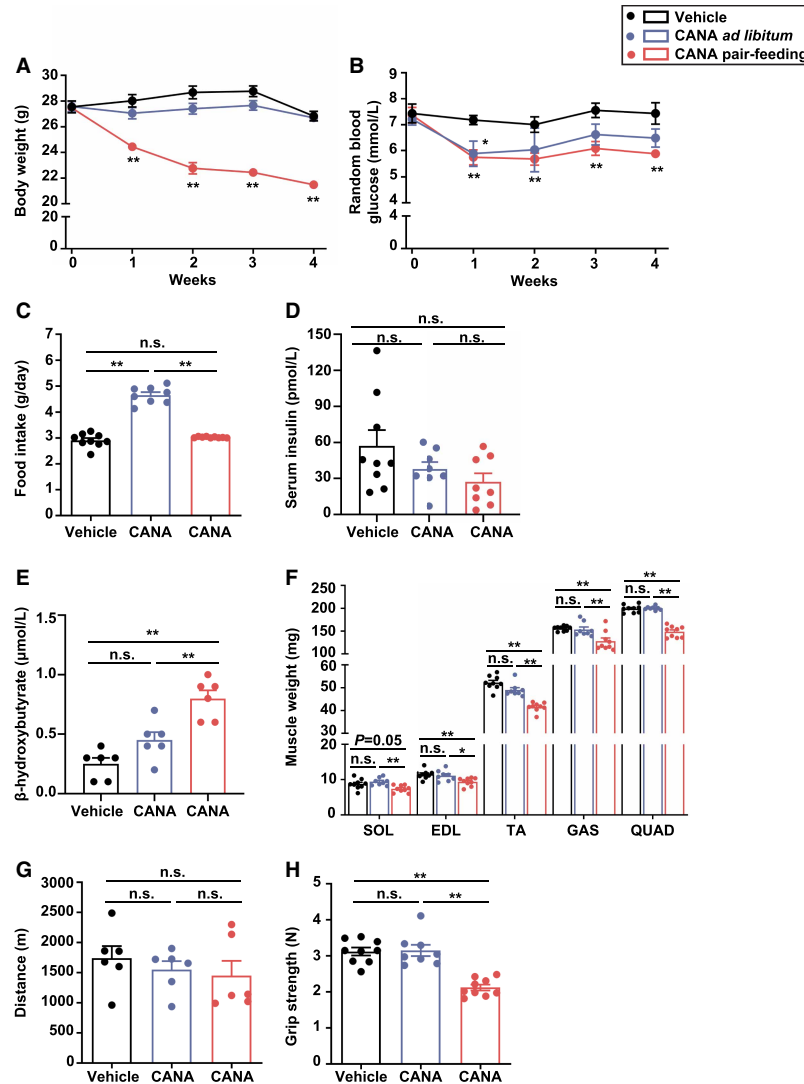 Vehicle
CANA ad libitum
CANA pair-feeding
A
Body weight (g)
28
26
24
22
20
0
0 1 2 3 4
Weeks
** ** ** **
B
Random blood
glucose (mmol/L)
9
8
7
6
5
4
0
0 1 2 3 4
Weeks
*
** ** ** **
C
Food intake (g/day)
7
6
5
4
3
2
1
n.s.
** **
Vehicle CANA CANA
D
Serum insulin (pmol/L)
150
120
90
60
30
0
n.s.
n.s. n.s.
Vehicle CANA CANA
E
β-hydroxybutyrate (µmol/L)
1.5
1.0
0.5
0.0
**
n.s. **
Vehicle CANA CANA
F
Muscle weight (mg)
250
200
150
100
60
50
40
30
20
10
0
P=0.05
n.s. **
**
n.s. *
**
n.s. **
**
n.s. **
**
n.s. **
SOL EDL TA GAS QUAD
G
Distance (m)
3000
2500
2000
1500
1000
500
0
n.s.
n.s. n.s.
Vehicle CANA CANA
H
Grip strength (N)
5
4
3
2
1
0
**
n.s. **
Vehicle CANA CANA